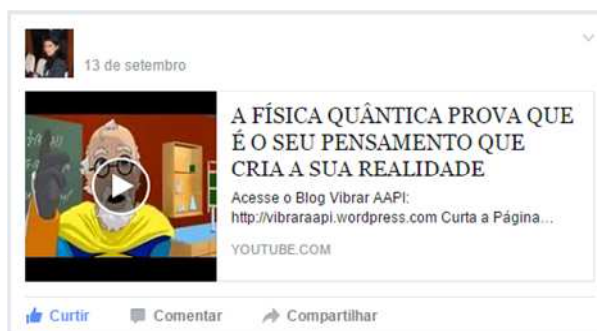 13 de setembro
A FÍSICA QUÂNTICA PROVA QUE
É O SEU PENSAMENTO QUE
CRIA A SUA REALIDADE
Acesse o Blog Vibrar AAPI:
http://vibraraapi.wordpress.com Curta a Página...
YOUTUBE.COM
Curtir Comentar Compartilhar